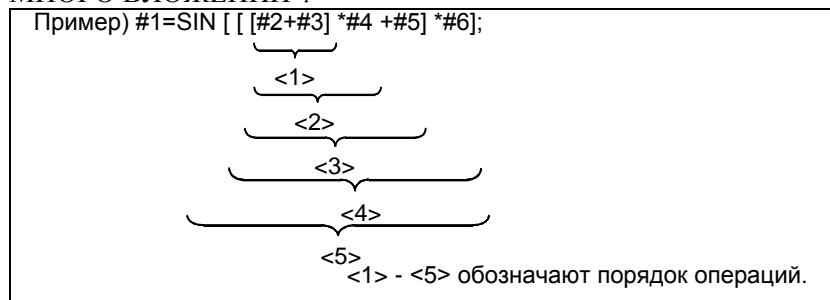 Пример) #1=SIN [ [ [#2+#3] *#4 +#5] *#6];
<1>
<2>
<3>
<4>
<5>
<1> - <5> обозначают порядок операций.